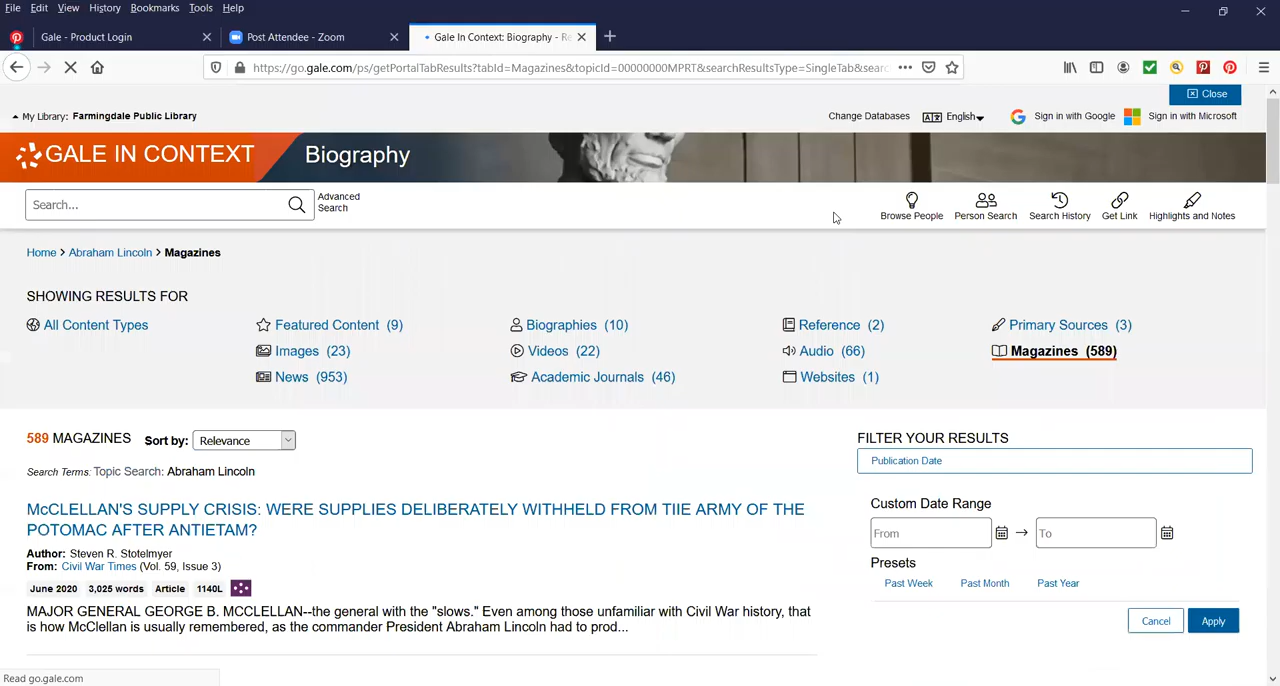 File Edit View History Bookmarks Tools Help
Gale - Product Login
Post Attendee - Zoom
Gale In Context: Biography - Re
https://go.gale.com/ps/getPortalTabResults?tabId=Magazines&topicId=00000000MPRT&searchResultsType=SingleTab&searc
Close
My Library: Farmingdale Public Library
Change Databases
English
Sign in with Google
Sign in with Microsoft
GALE IN CONTEXT Biography
Search...
Advanced
Search
Browse People
Person Search
Search History
Get Link
Highlights and Notes
Home > Abraham Lincoln > Magazines
SHOWING RESULTS FOR
All Content Types
Featured Content (9)
Biographies (10)
Reference (2)
Primary Sources (3)
Images (23)
Videos (22)
Audio (66)
Magazines (589)
News (953)
Academic Journals (46)
Websites (1)
589 MAGAZINES Sort by: Relevance
Search Terms: Topic Search: Abraham Lincoln
McCLELLAN'S SUPPLY CRISIS: WERE SUPPLIES DELIBERATELY WITHHELD FROM TIIE ARMY OF THE
POTOMAC AFTER ANTIETAM?
Author: Steven R. Stotelmyer
From: Civil War Times (Vol. 59, Issue 3)
June 2020 3,025 words Article 1140L
MAJOR GENERAL GEORGE B. MCCLELLAN--the general with the "slows." Even among those unfamiliar with Civil War history, that
is how McClellan is usually remembered, as the commander President Abraham Lincoln had to prod...
FILTER YOUR RESULTS
Publication Date
Custom Date Range
From → To
Presets
Past Week Past Month Past Year
Cancel Apply
Read go.gale.com